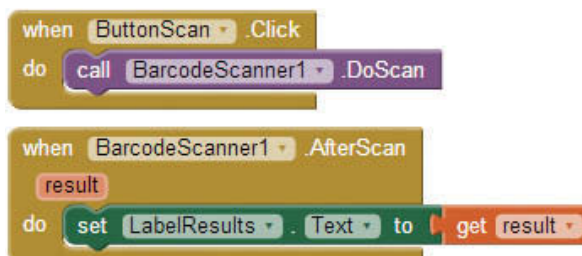 when ButtonScan .Click
do call BarcodeScanner1 .DoScan
when BarcodeScanner1 .AfterScan
result
do set LabelResults . Text to get result